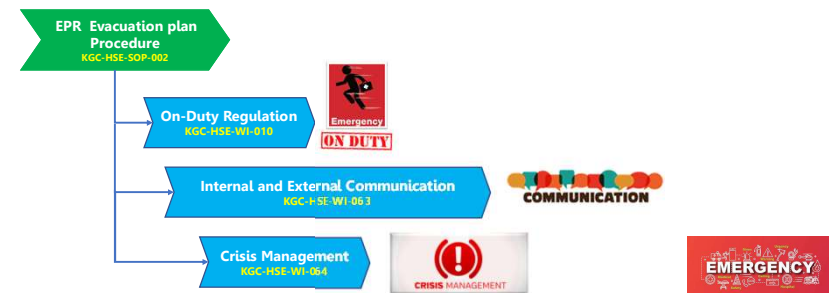 EPR Evacuation plan
Procedure
KGC-HSE-SOP-002
On-Duty Regulation
KGC-HSE-WI-010
Emergency
ON DUTY
Internal and External Communication
KGC-HSE-WI-063
COMMUNICATION
Crisis Management
KGC-HSE-WI-064
CRISIS MANAGEMENT
EMERGENCY